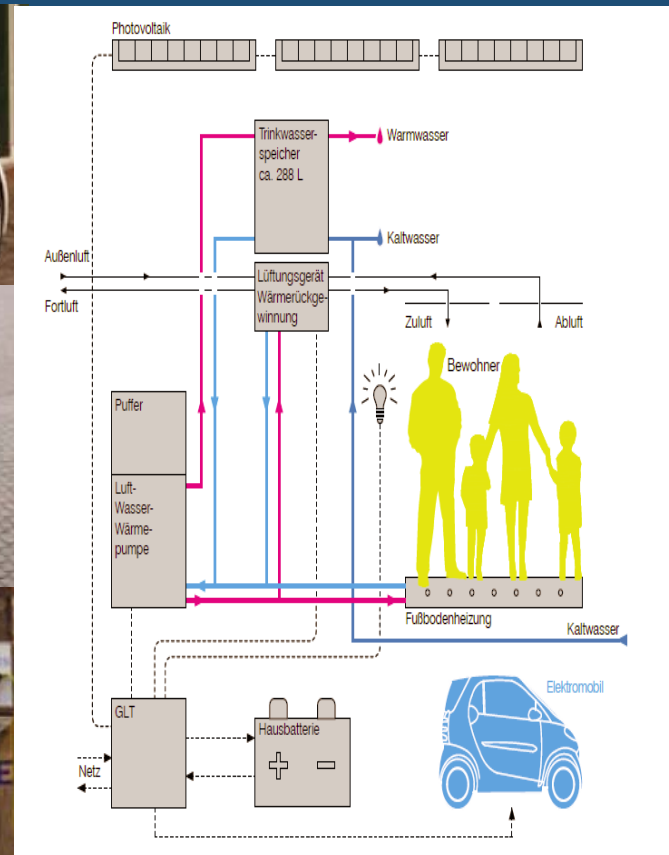 Photovoltaik
Trinkwasser-
speicher
ca. 288 L
Warmwasser
Kaltwasser
Außenluft
Fortluft
Lüftungsgerät
Wärmerückge-
winnung
Zuluft
Abluft
Bewohner
Puffer
Luft-
Wasser-
Wärme-
pumpe
Fußbodenheizung
Kaltwasser
Elektromobil
GLT
Hausbatterie
Netz